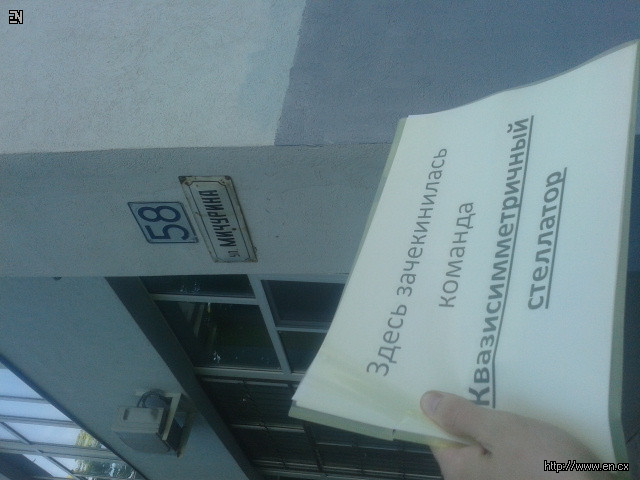 EN
58
ул МИЧУРИНА
Здесь зачекинилась
команда
Квазисимметричный
стеллатор
http://www.en.cx